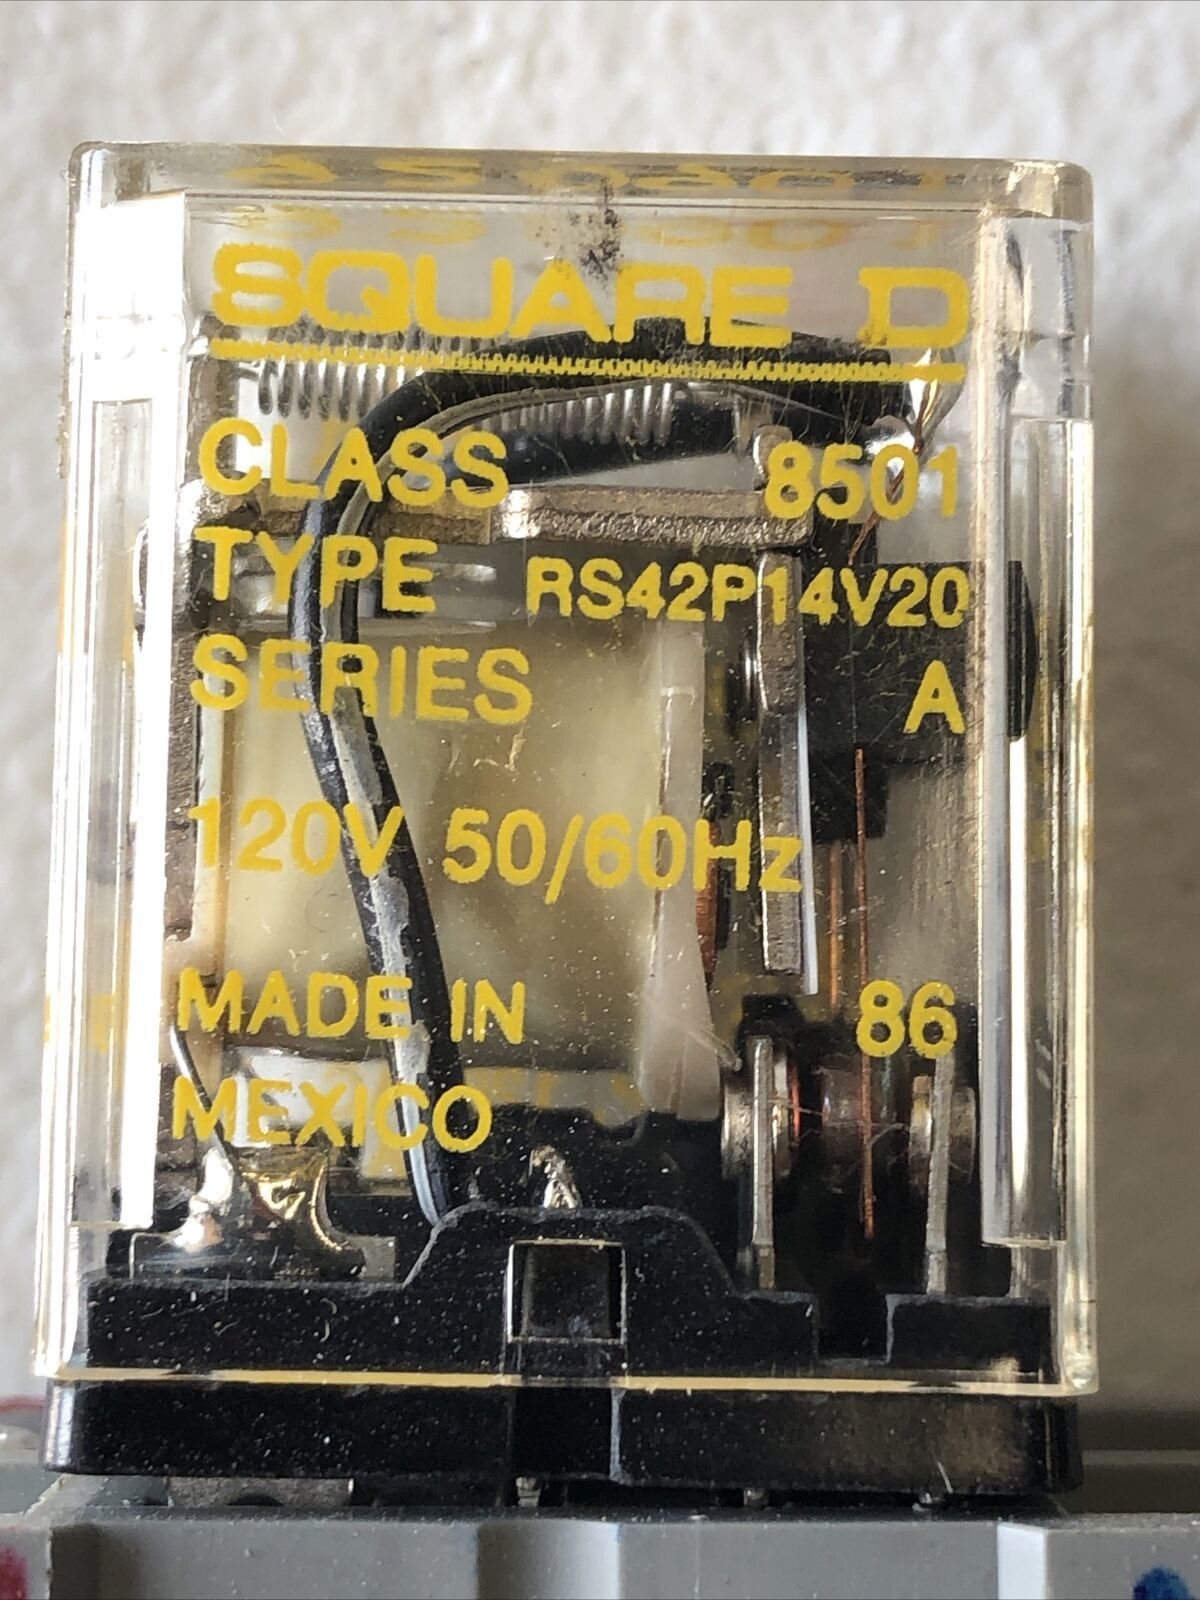 SQUARE D
CLASS 8501
TYPE RS42P14V20
SERIES A
120V 50/60Hz
MADE IN 86
MEXICO